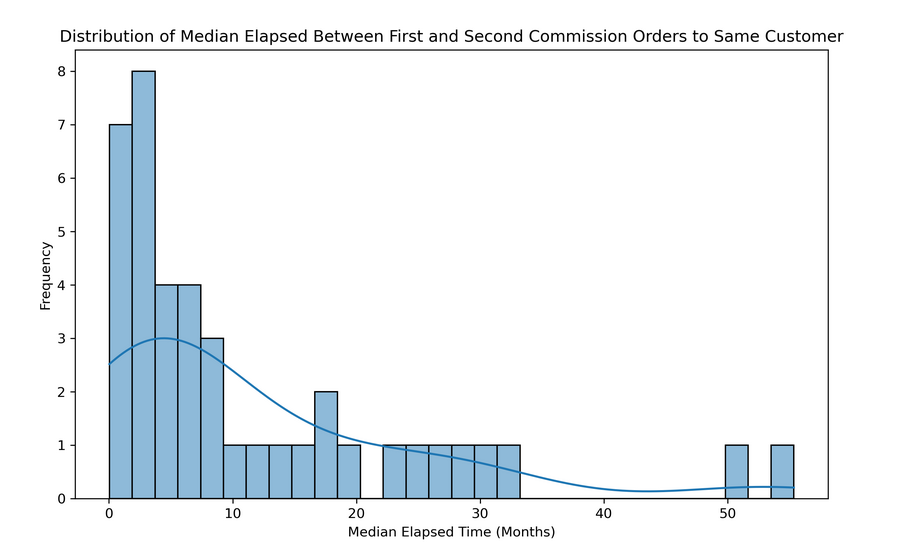 Distribution of Median Elapsed Between First and Second Commission Orders to Same Customer
8
7
6
5
4
3
2
1
0
Frequency
0 10 20 30 40 50
Median Elapsed Time (Months)